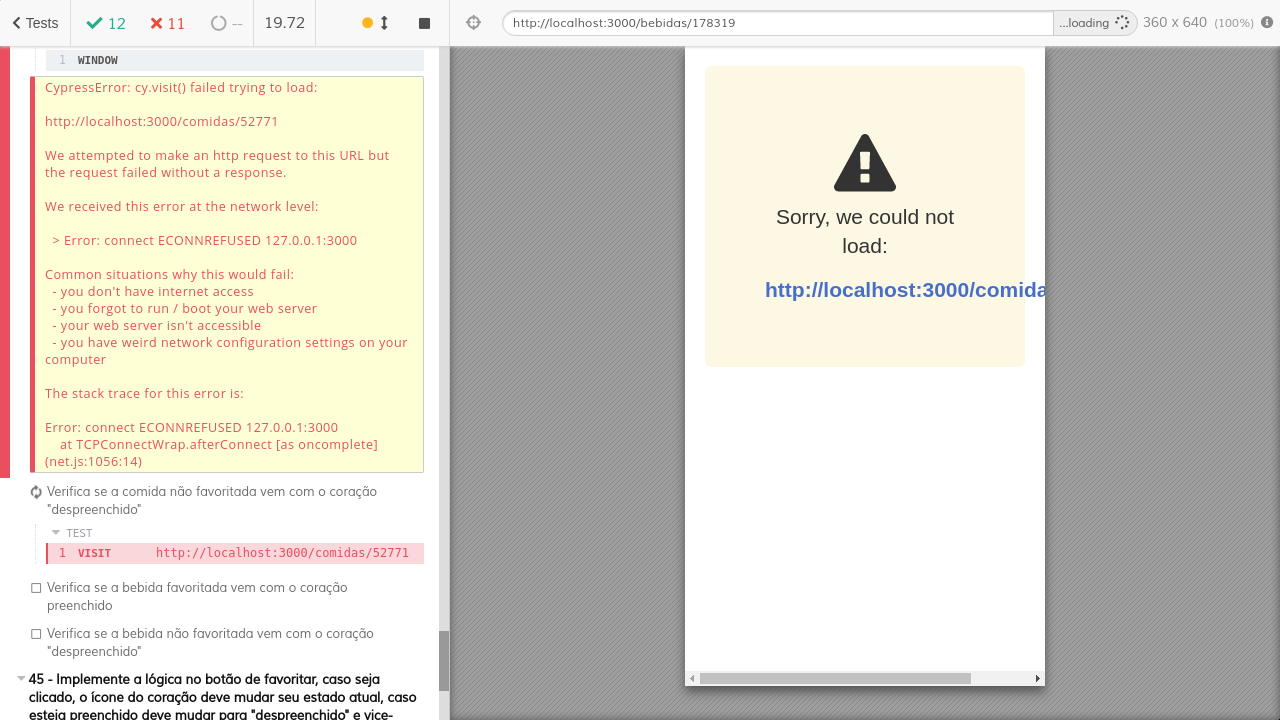 Tests 12 11 -- 19.72
http://localhost:3000/bebidas/178319 ...loading 360 x 640 (100%)
1 WINDOW
CypressError: cy.visit() failed trying to load:
http://localhost:3000/comidas/52771
We attempted to make an http request to this URL but
the request failed without a response.
We received this error at the network level:
> Error: connect ECONNREFUSED 127.0.0.1:3000
Common situations why this would fail:
- you don't have internet access
- you forgot to run / boot your web server
- your web server isn't accessible
- you have weird network configuration settings on your
computer
The stack trace for this error is:
Error: connect ECONNREFUSED 127.0.0.1:3000
at TCPConnectWrap.afterConnect [as oncomplete]
(net.js:1056:14)
Verifica se a comida não favoritada vem com o coração
"despreenchido"
TEST
1 VISIT http://localhost:3000/comidas/52771
Verifica se a bebida favoritada vem com o coração
preenchido
Verifica se a bebida não favoritada vem com o coração
"despreenchido"
45 - Implemente a lógica no botão de favoritar, caso seja
clicado, o ícone do coração deve mudar seu estado atual, caso
esteja preenchido deve mudar para "despreenchido" e vice-
Sorry, we could not
load:
http://localhost:3000/comida